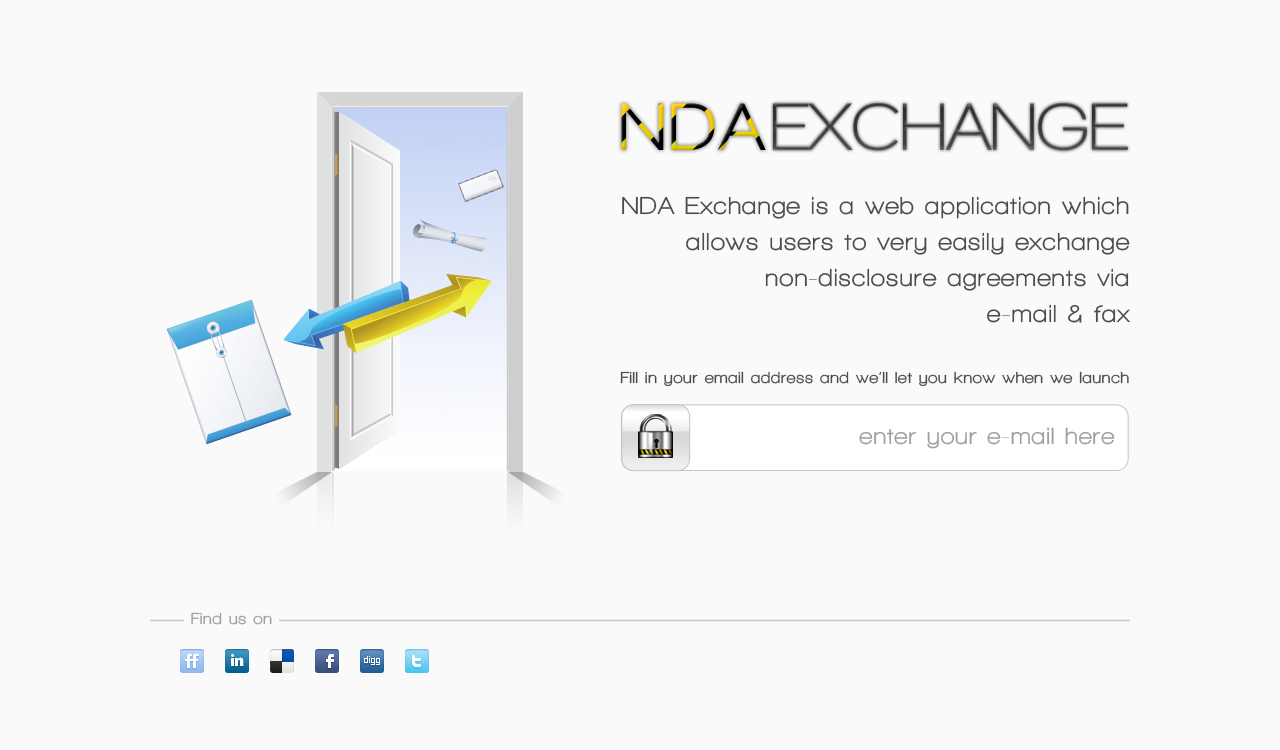 NDAEXCHANGE
NDA Exchange is a web application which
allows users to very easily exchange
non-disclosure agreements via
e-mail & fax
Fill in your email address and we'll let you know when we launch
enter your e-mail here
Find us on
ff in f digg t